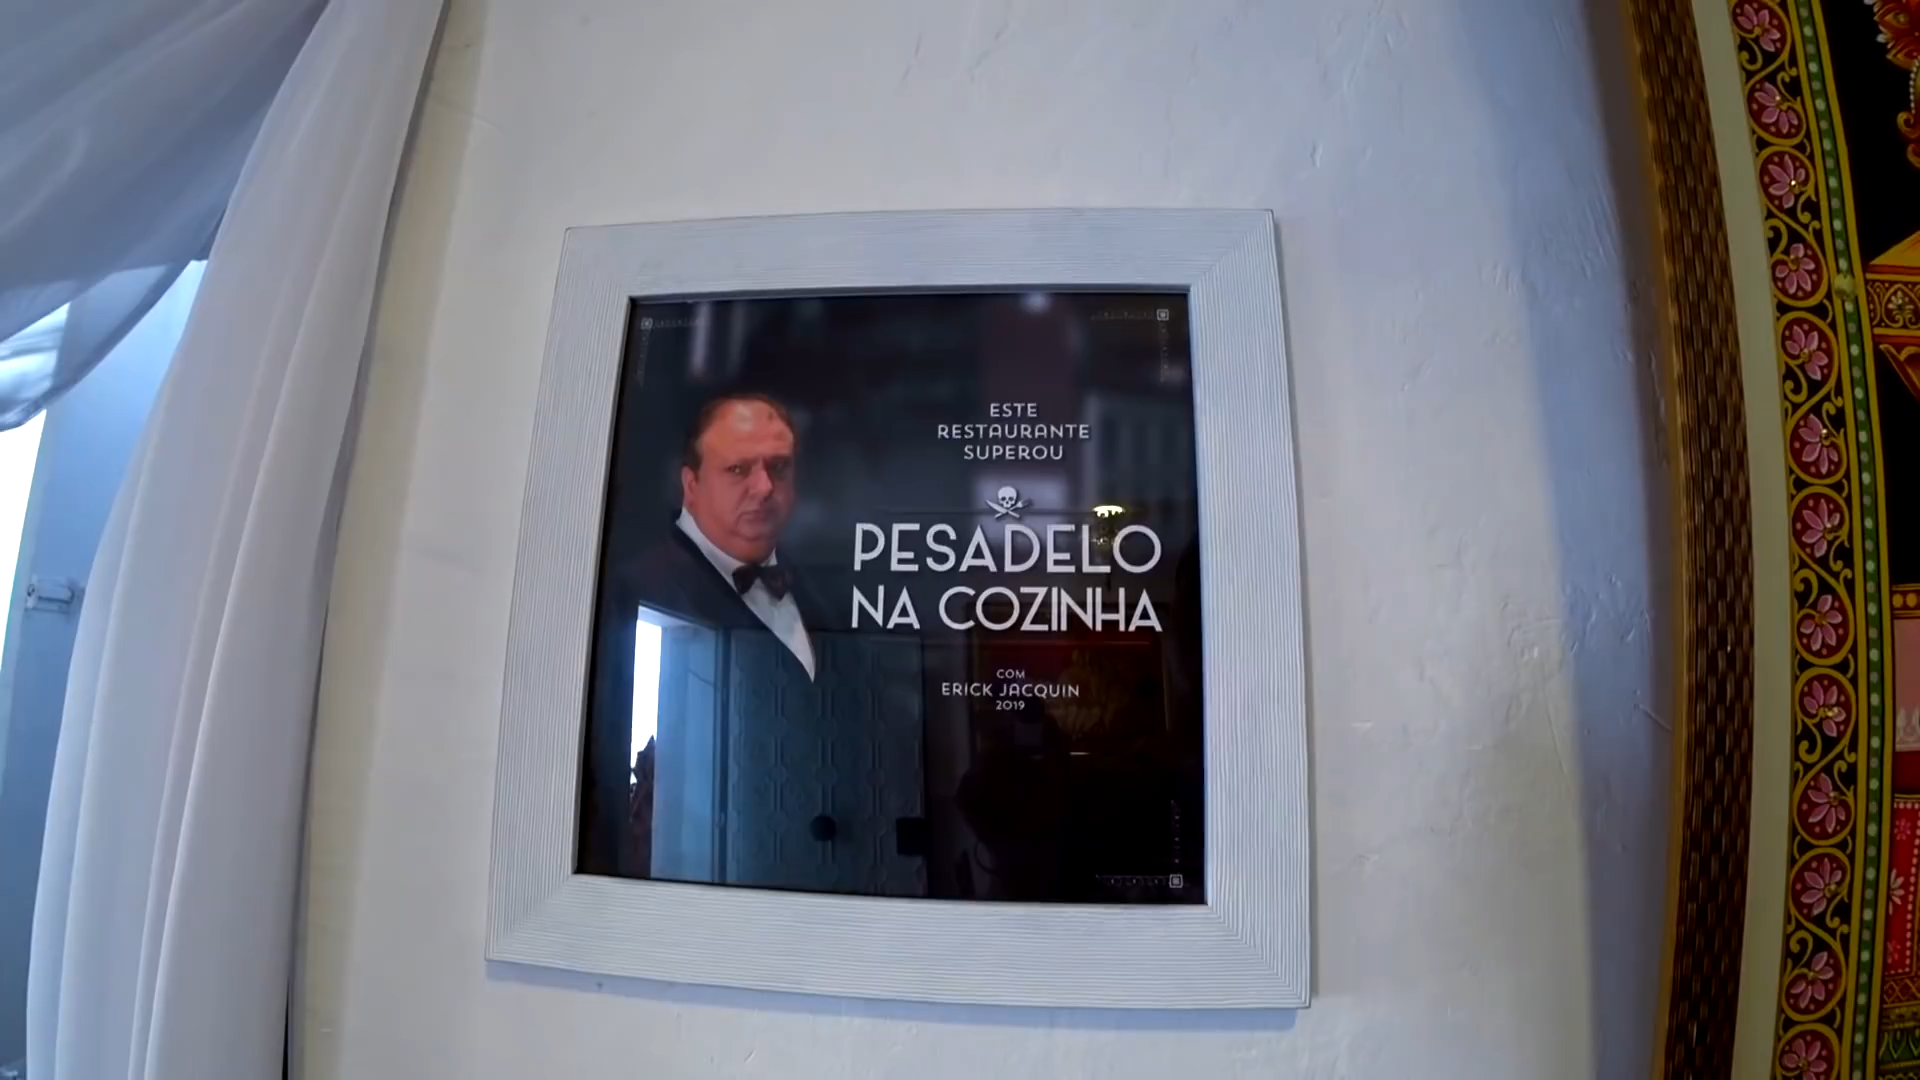 ESTE
RESTAURANTE
SUPEROU
PESADELO
NA COZINHA
COM
ERICK JACQUIN
2019